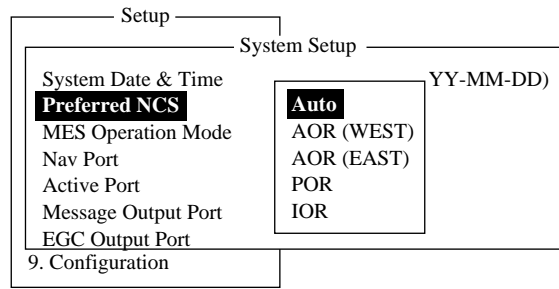 Setup
System Setup
System Date & Time YY-MM-DD)
Preferred NCS
MES Operation Mode
Nav Port
Active Port
Message Output Port
EGC Output Port
Auto
AOR (WEST)
AOR (EAST)
POR
IOR
9. Configuration